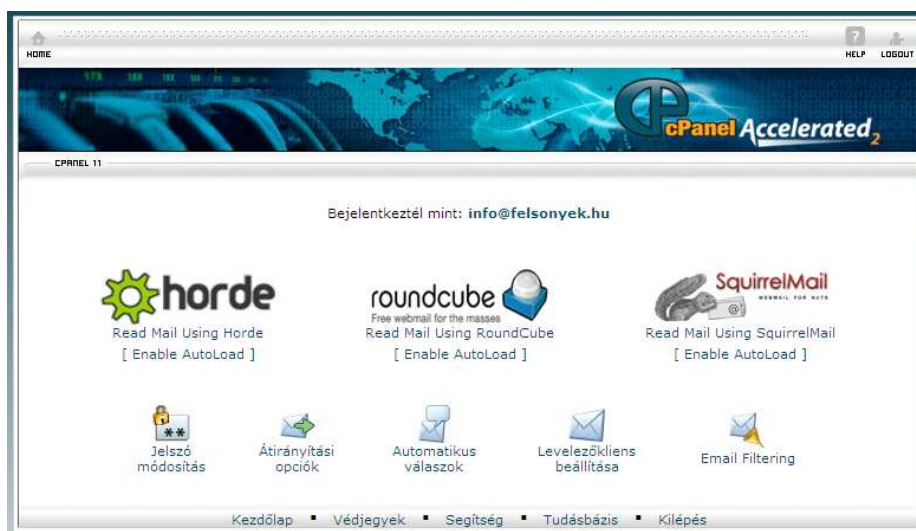 HOME
HELP LOGOUT
cPanel Accelerated2
CPANEL 11
Bejelentkeztél mint: info@felsonyek.hu
horde
Read Mail Using Horde
[ Enable AutoLoad ]
roundcube
Free webmail for the masses
Read Mail Using RoundCube
[ Enable AutoLoad ]
SquirrelMail
WEBMAIL FOR NUTS
Read Mail Using SquirrelMail
[ Enable AutoLoad ]
Jelszó
módosítás
Átirányítási
opciók
Automatikus
válaszok
Levelezőkliens
beállítása
Email Filtering
Kezdőlap ▪ Védjegyek ▪ Segítség ▪ Tudásbázis ▪ Kilépés